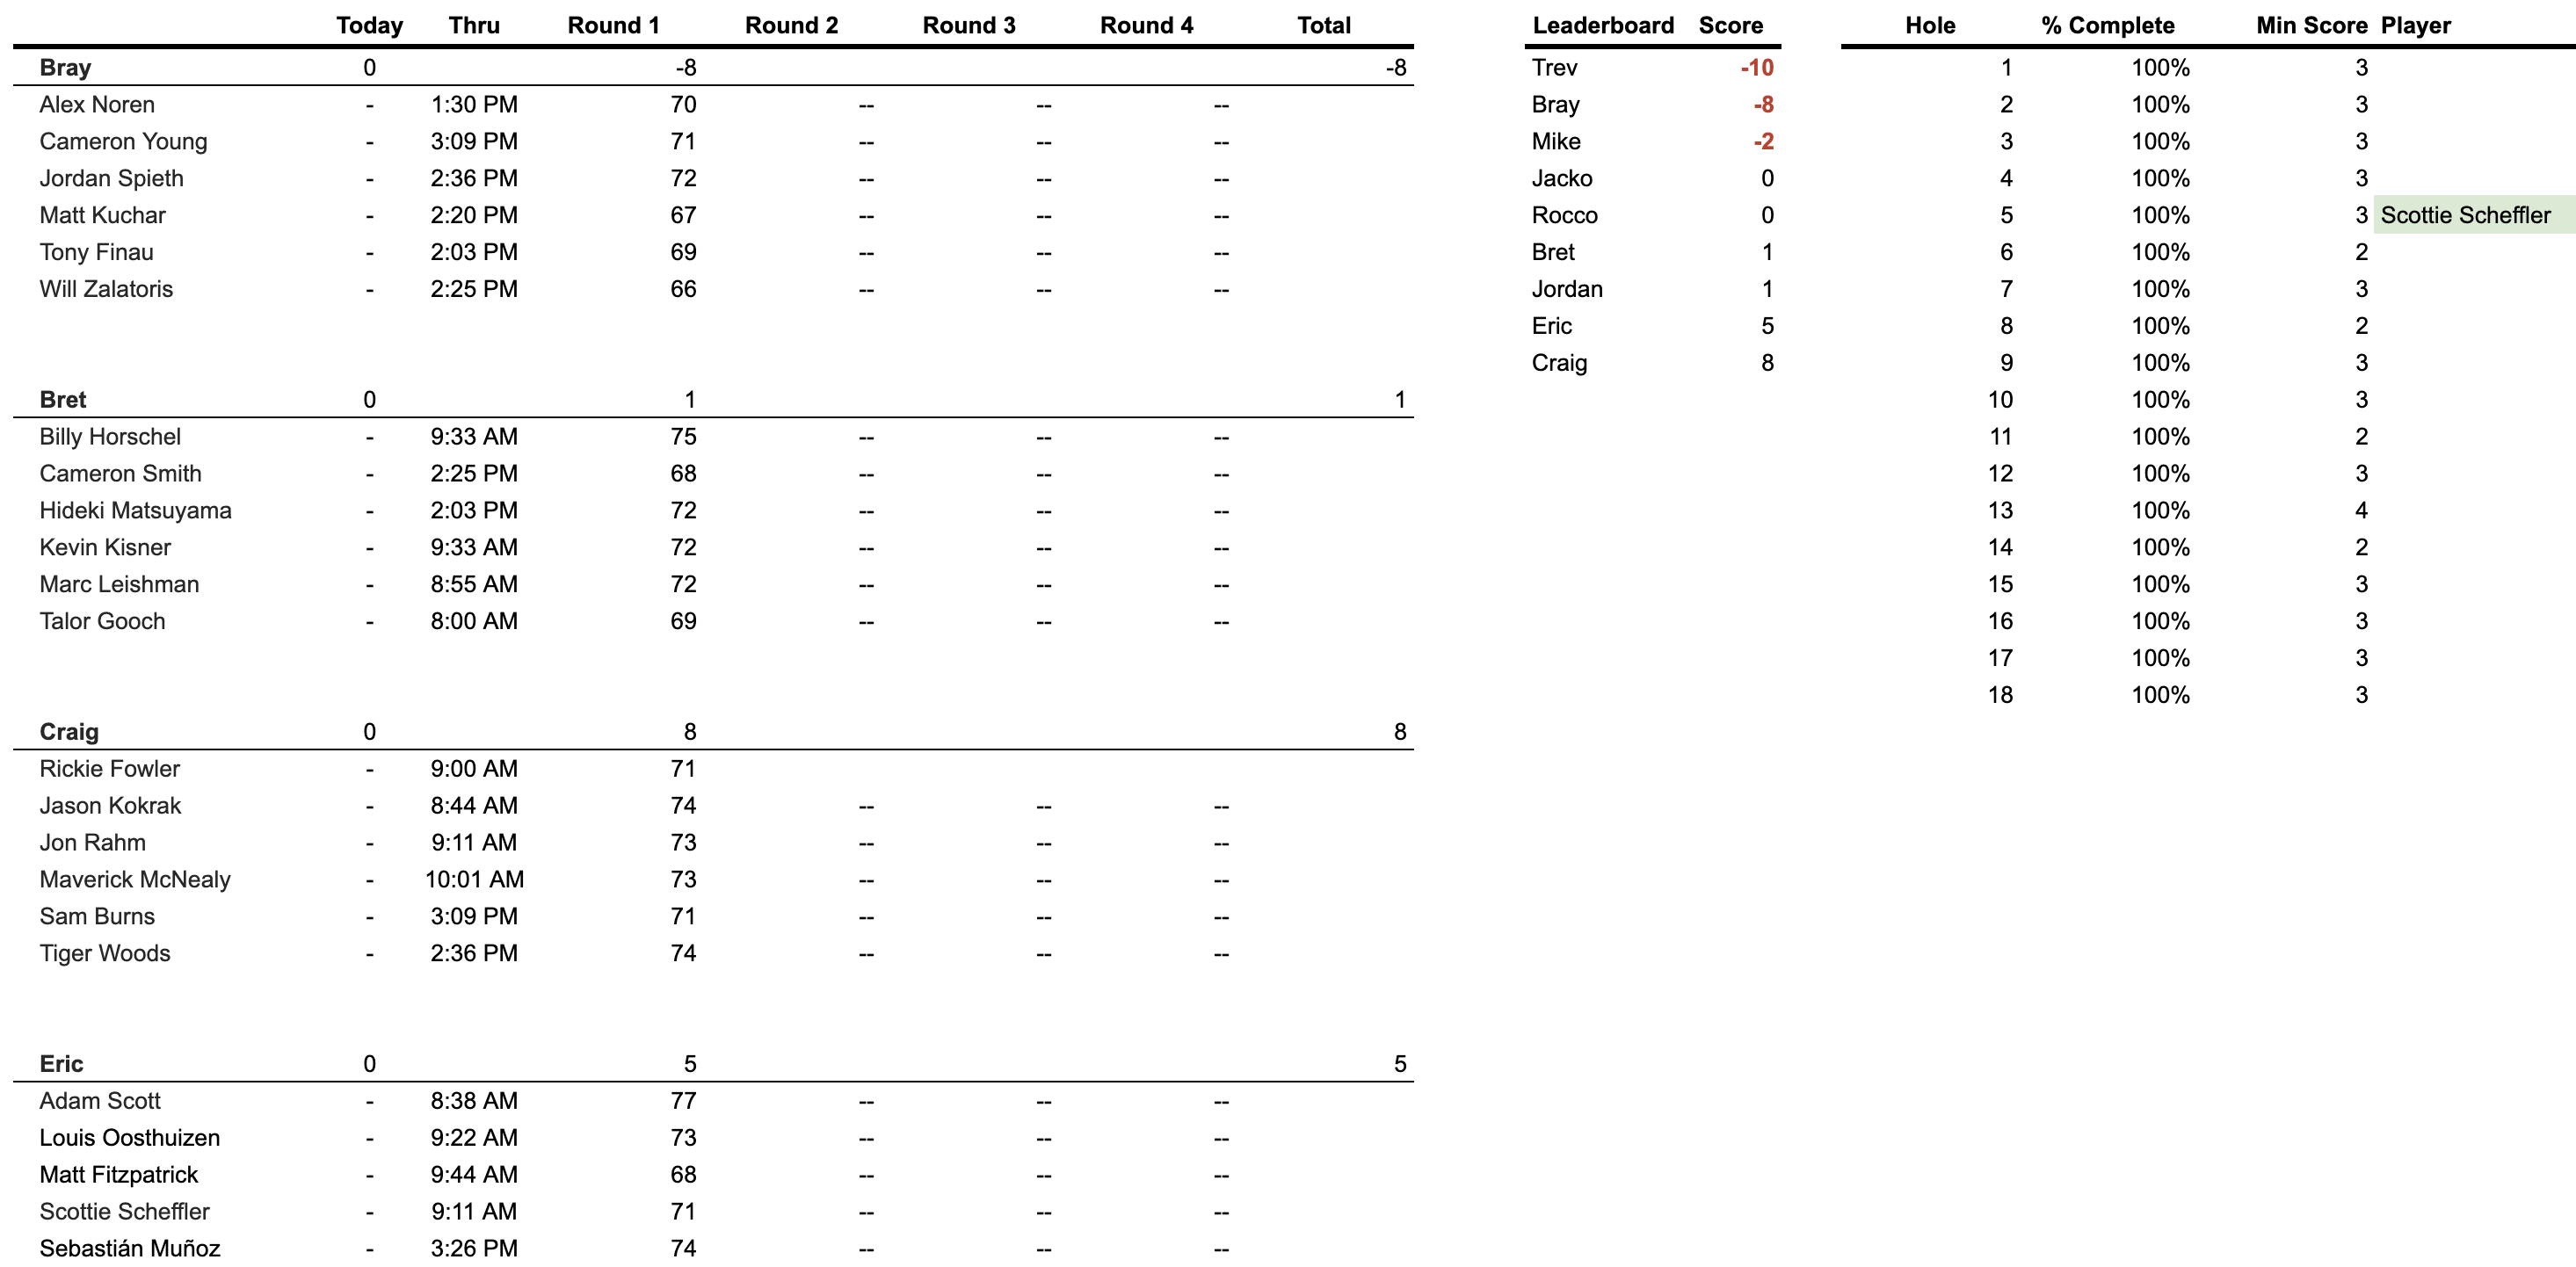 Today Thru Round 1 Round 2 Round 3 Round 4 Total
Bray 0 -8 -8
Alex Noren - 1:30 PM 70 -- -- --
Cameron Young - 3:09 PM 71 -- -- --
Jordan Spieth - 2:36 PM 72 -- -- --
Matt Kuchar - 2:20 PM 67 -- -- --
Tony Finau - 2:03 PM 69 -- -- --
Will Zalatoris - 2:25 PM 66 -- -- --
Bret 0 1 1
Billy Horschel - 9:33 AM 75 -- -- --
Cameron Smith - 2:25 PM 68 -- -- --
Hideki Matsuyama - 2:03 PM 72 -- -- --
Kevin Kisner - 9:33 AM 72 -- -- --
Marc Leishman - 8:55 AM 72 -- -- --
Talor Gooch - 8:00 AM 69 -- -- --
Craig 0 8 8
Rickie Fowler - 9:00 AM 71
Jason Kokrak - 8:44 AM 74 -- -- --
Jon Rahm - 9:11 AM 73 -- -- --
Maverick McNealy - 10:01 AM 73 -- -- --
Sam Burns - 3:09 PM 71 -- -- --
Tiger Woods - 2:36 PM 74 -- -- --
Eric 0 5 5
Adam Scott - 8:38 AM 77 -- -- --
Louis Oosthuizen - 9:22 AM 73 -- -- --
Matt Fitzpatrick - 9:44 AM 68 -- -- --
Scottie Scheffler - 9:11 AM 71 -- -- --
Sebastián Muñoz - 3:26 PM 74 -- -- --
Leaderboard Score
Trev -10
Bray -8
Mike -2
Jacko 0
Rocco 0
Bret 1
Jordan 1
Eric 5
Craig 8
Hole % Complete Min Score Player
1 100% 3
2 100% 3
3 100% 3
4 100% 3
5 100% 3 Scottie Scheffler
6 100% 2
7 100% 3
8 100% 2
9 100% 3
10 100% 3
11 100% 2
12 100% 3
13 100% 4
14 100% 2
15 100% 3
16 100% 3
17 100% 3
18 100% 3